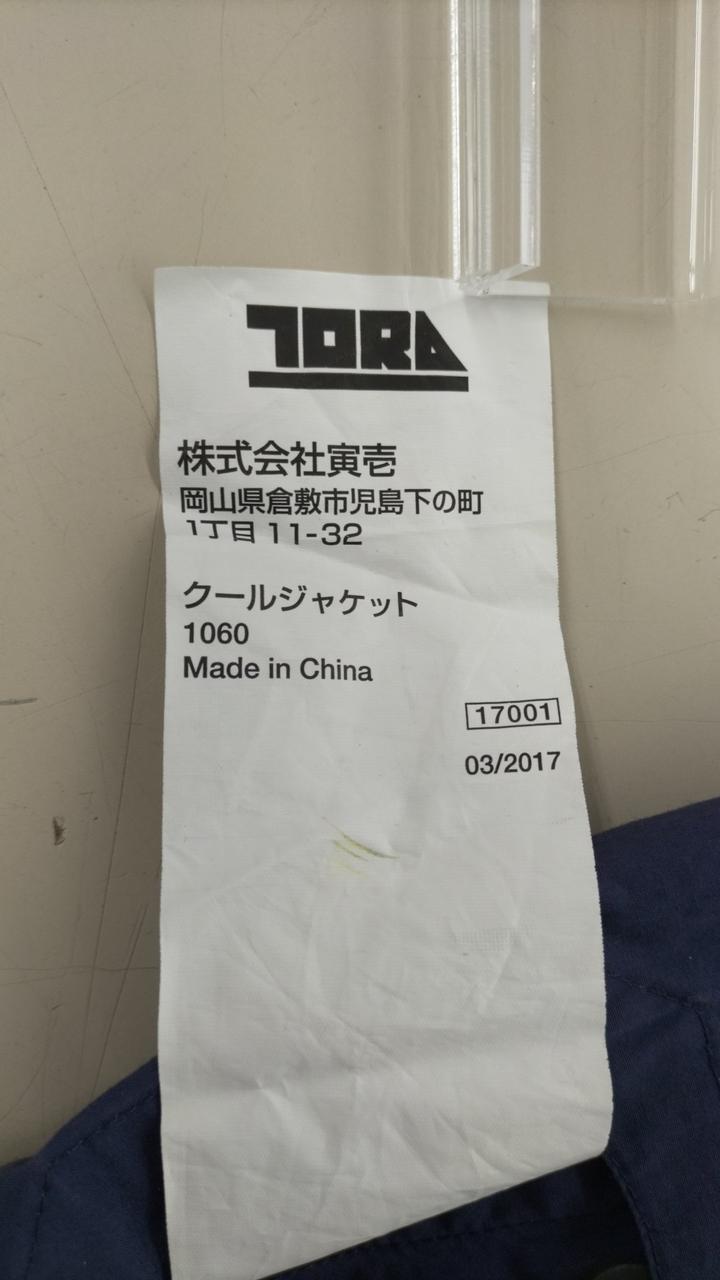 TORA
株式会社寅壱
岡山県倉敷市児島下の町
1丁目 11-32
クールジャケット
1060
Made in China
17001
03/2017